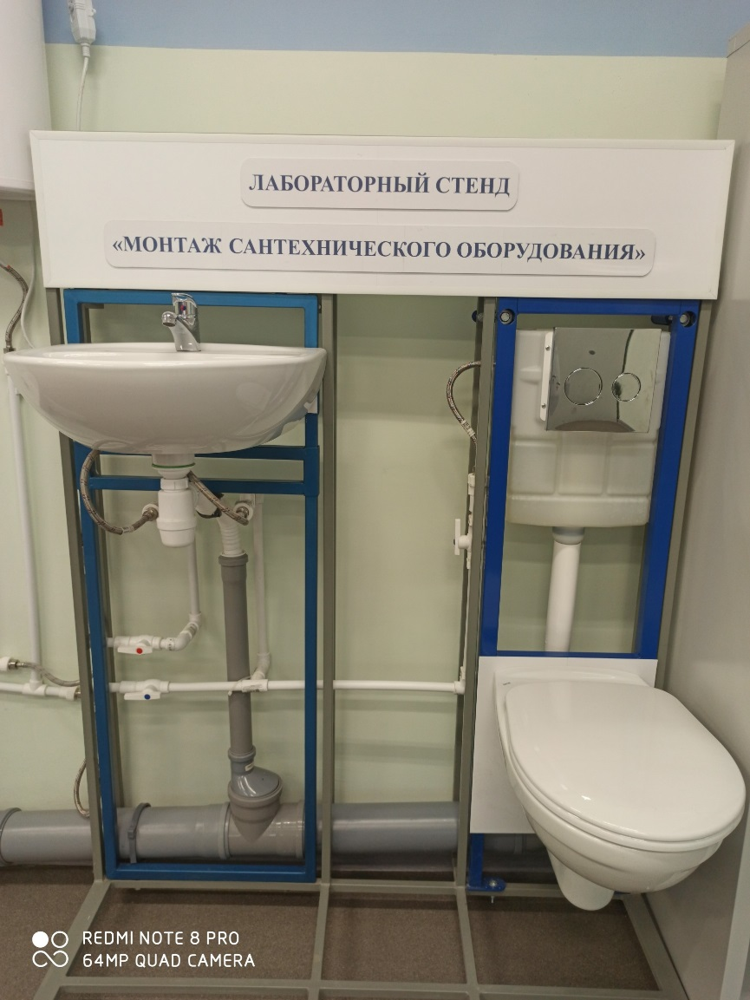 ЛАБОРАТОРНЫЙ СТЕНД
«МОНТАЖ САНТЕХНИЧЕСКОГО ОБОРУДОВАНИЯ»
REDMI NOTE 8 PRO
64MP QUAD CAMERA